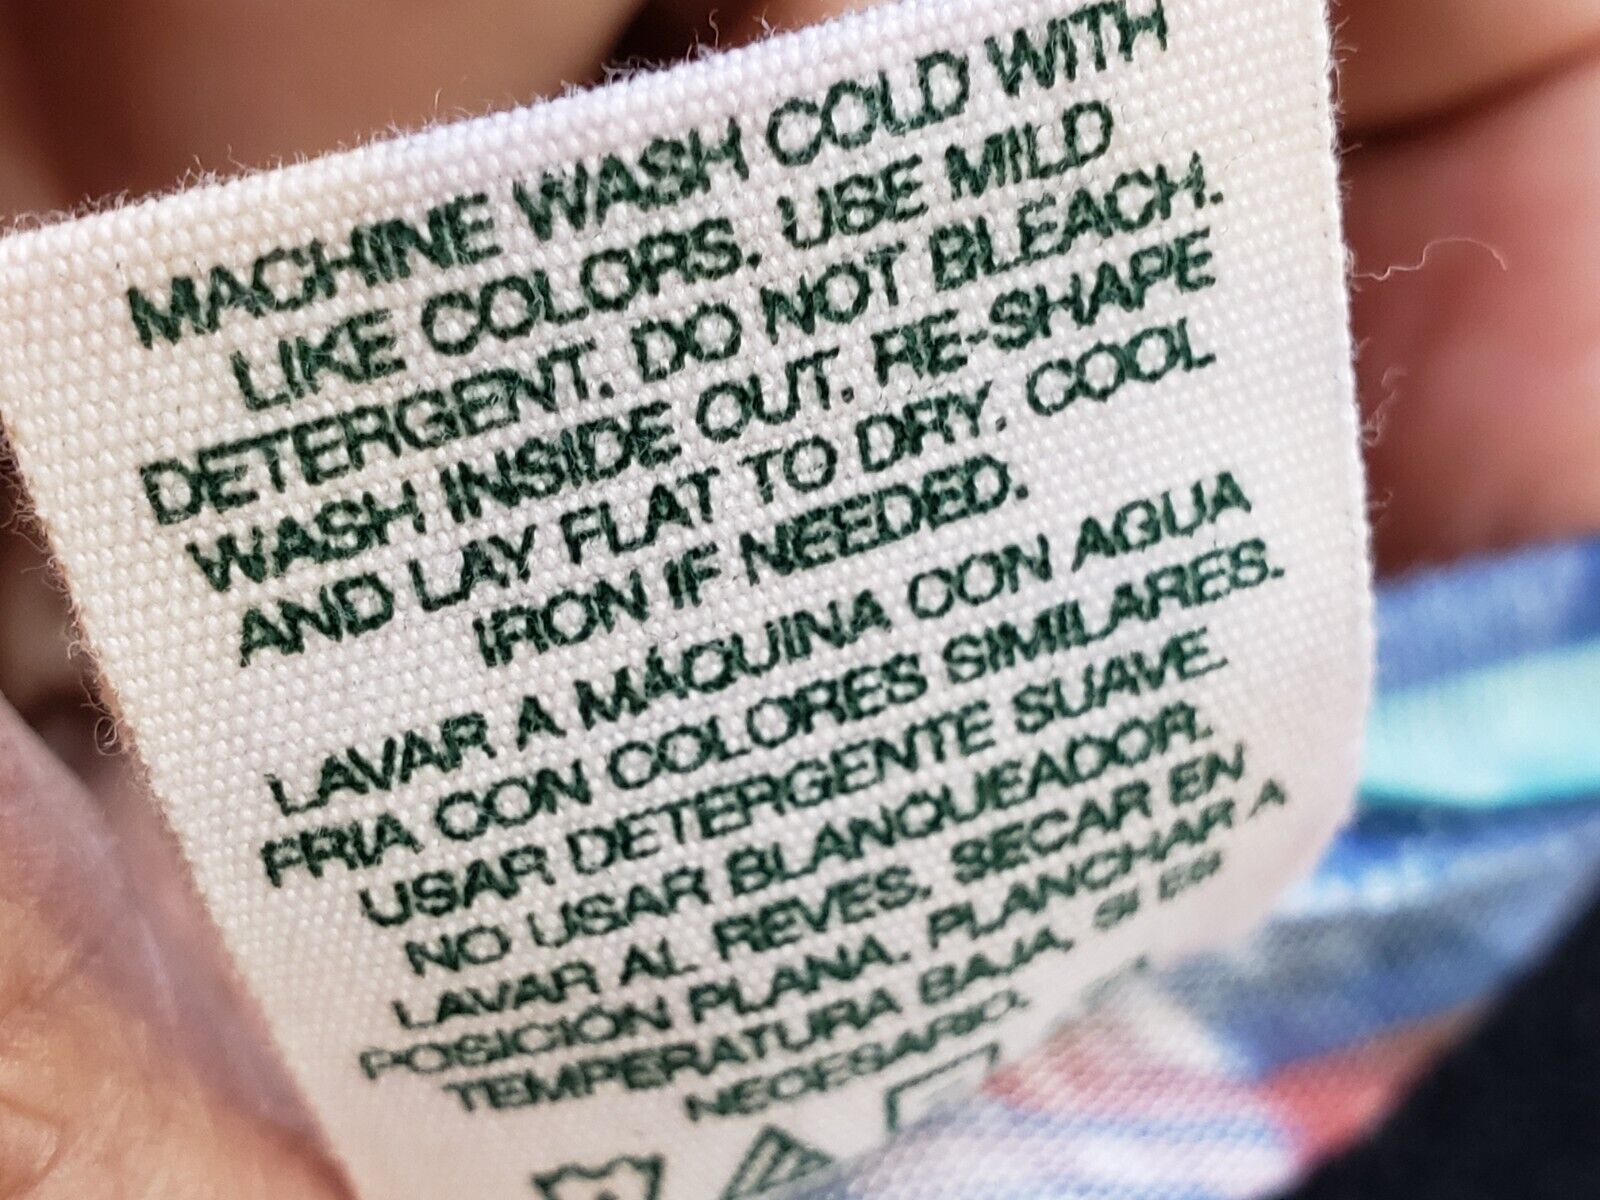 MACHINE WASH COLD WITH
LIKE COLORS. USE MILD
DETERGENT. DO NOT BLEACH.
WASH INSIDE OUT. RE-SHAPE
AND LAY FLAT TO DRY. COOL
IRON IF NEEDED.
LAVAR A MÁQUINA CON AGUA
FRIA CON COLORES SIMILARES.
USAR DETERGENTE SUAVE.
NO USAR BLANQUEADOR.
LAVAR AL REVES. SECAR EN
POSICIÓN PLANA. PLANCHAR A
TEMPERATURA BAJA, SI ES
NECESARIO.